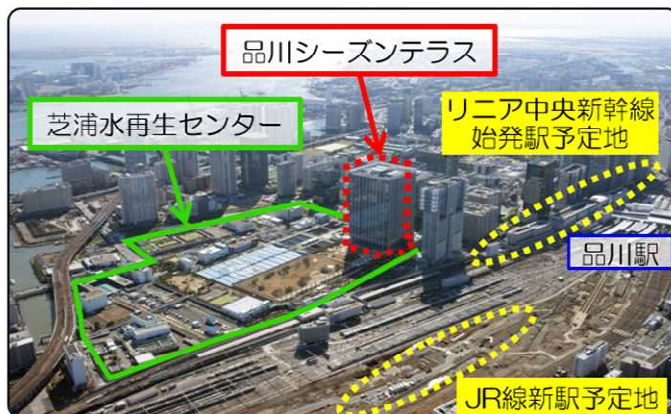 品川シーズンテラス
芝浦水再生センター
リニア中央新幹線
始発駅予定地
品川駅
JR線新駅予定地